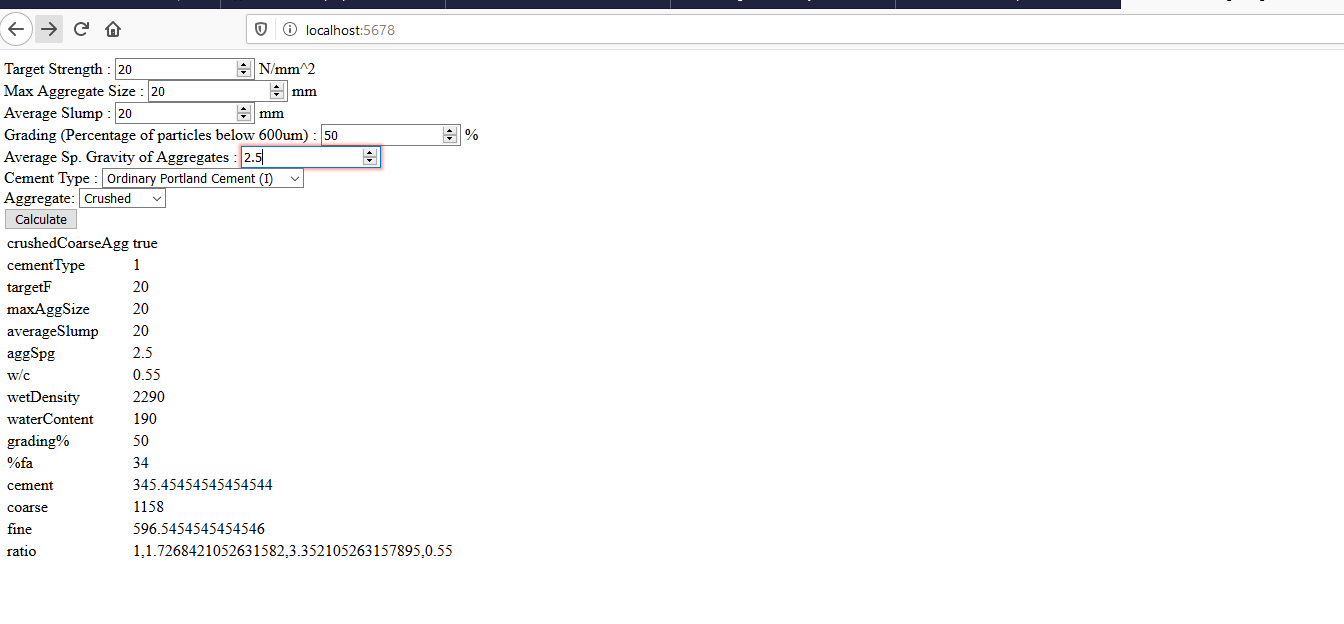 localhost:5678
Target Strength : 20 N/mm^2
Max Aggregate Size : 20 mm
Average Slump : 20 mm
Grading (Percentage of particles below 600um) : 50 %
Average Sp. Gravity of Aggregates : 2.5
Cement Type : Ordinary Portland Cement (I)
Aggregate: Crushed
Calculate
crushedCoarseAgg true
cementType 1
targetF 20
maxAggSize 20
averageSlump 20
aggSpg 2.5
w/c 0.55
wetDensity 2290
waterContent 190
grading% 50
%fa 34
cement 345.45454545454544
coarse 1158
fine 596.5454545454546
ratio 1,1.7268421052631582,3.352105263157895,0.55